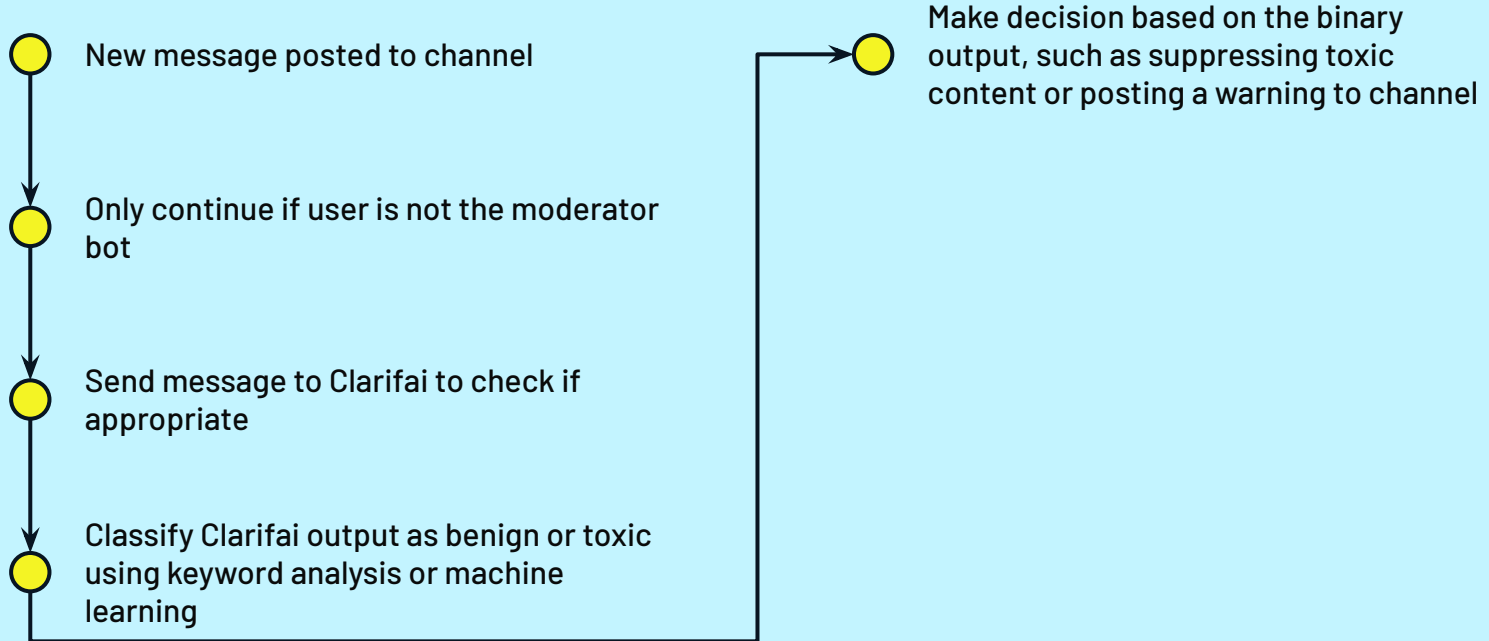 New message posted to channel
Only continue if user is not the moderator
bot
Send message to Clarifai to check if
appropriate
Classify Clarifai output as benign or toxic
using keyword analysis or machine
learning
Make decision based on the binary
output, such as suppressing toxic
content or posting a warning to channel